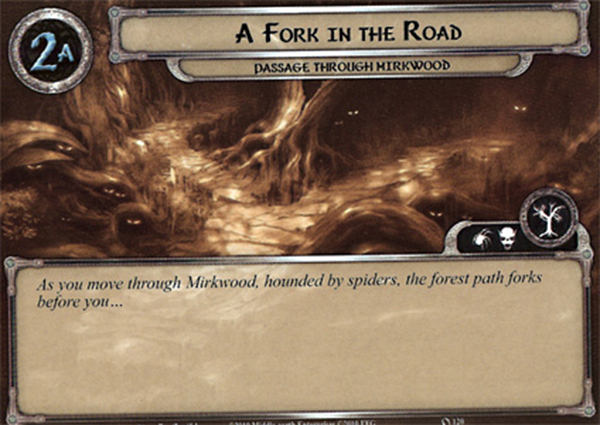 2A
A FORK IN THE ROAD
PASSAGE THROUGH MIRKWOOD
As you move through Mirkwood, hounded by spiders, the forest path forks
before you…
120